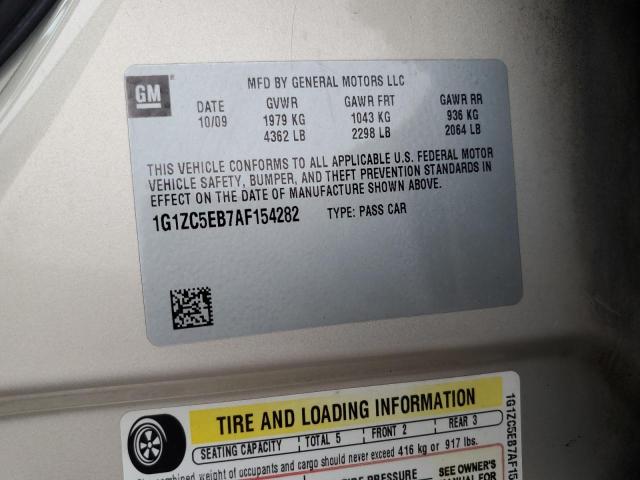 GM
MFD BY GENERAL MOTORS LLC
DATE GVWR GAWR FRT GAWR RR
10/09 1979 KG 1043 KG 936 KG
4362 LB 2298 LB 2064 LB
THIS VEHICLE CONFORMS TO ALL APPLICABLE U.S. FEDERAL MOTOR
VEHICLE SAFETY, BUMPER, AND THEFT PREVENTION STANDARDS IN
EFFECT ON THE DATE OF MANUFACTURE SHOWN ABOVE.
1G1ZC5EB7AF154282 TYPE: PASS CAR
TIRE AND LOADING INFORMATION
SEATING CAPACITY TOTAL 5 FRONT 2 REAR 3
combined weight of occupants and cargo should never exceed 416 kg or 917 lbs.
PRESSURE SEE OWNER'S
MANUAL FOR
1G1ZC5EB7AF15